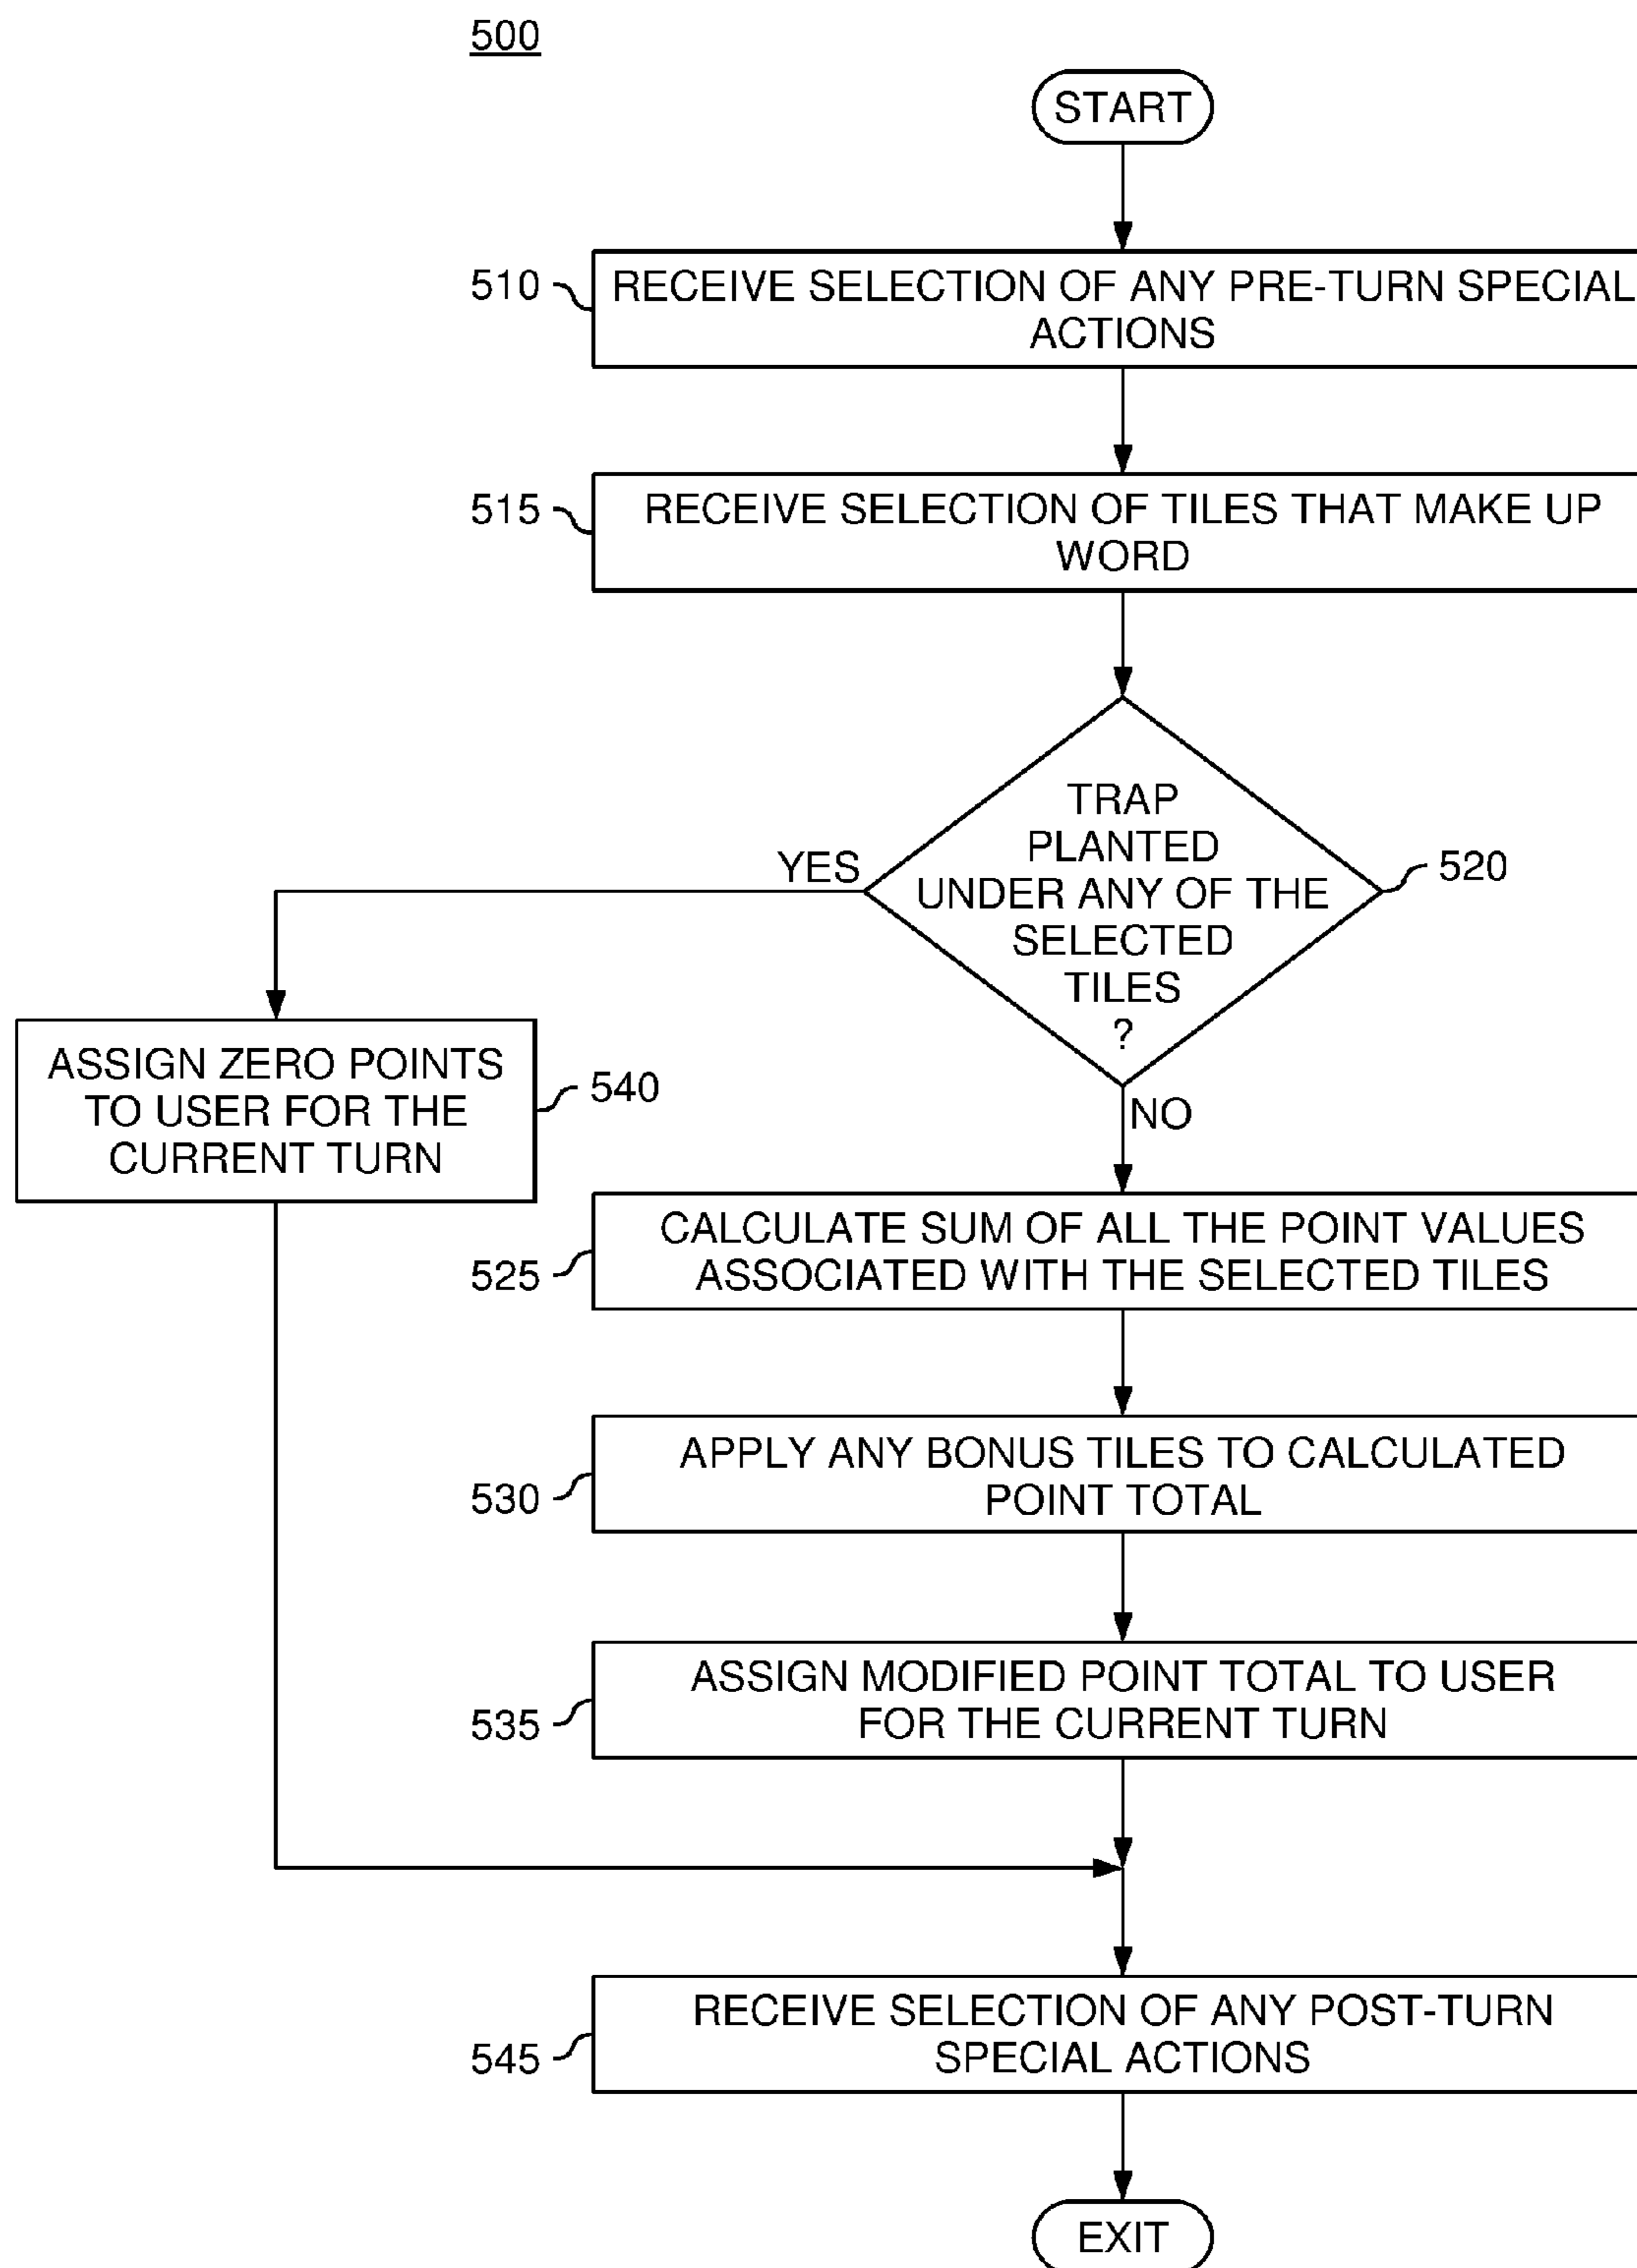 500
START
510
RECEIVE SELECTION OF ANY PRE-TURN SPECIAL
ACTIONS
515
RECEIVE SELECTION OF TILES THAT MAKE UP
WORD
TRAP
PLANTED
UNDER ANY OF THE
SELECTED
TILES
?
520
YES
NO
ASSIGN ZERO POINTS
TO USER FOR THE
CURRENT TURN
540
525
CALCULATE SUM OF ALL THE POINT VALUES
ASSOCIATED WITH THE SELECTED TILES
530
APPLY ANY BONUS TILES TO CALCULATED
POINT TOTAL
535
ASSIGN MODIFIED POINT TOTAL TO USER
FOR THE CURRENT TURN
545
RECEIVE SELECTION OF ANY POST-TURN
SPECIAL ACTIONS
EXIT